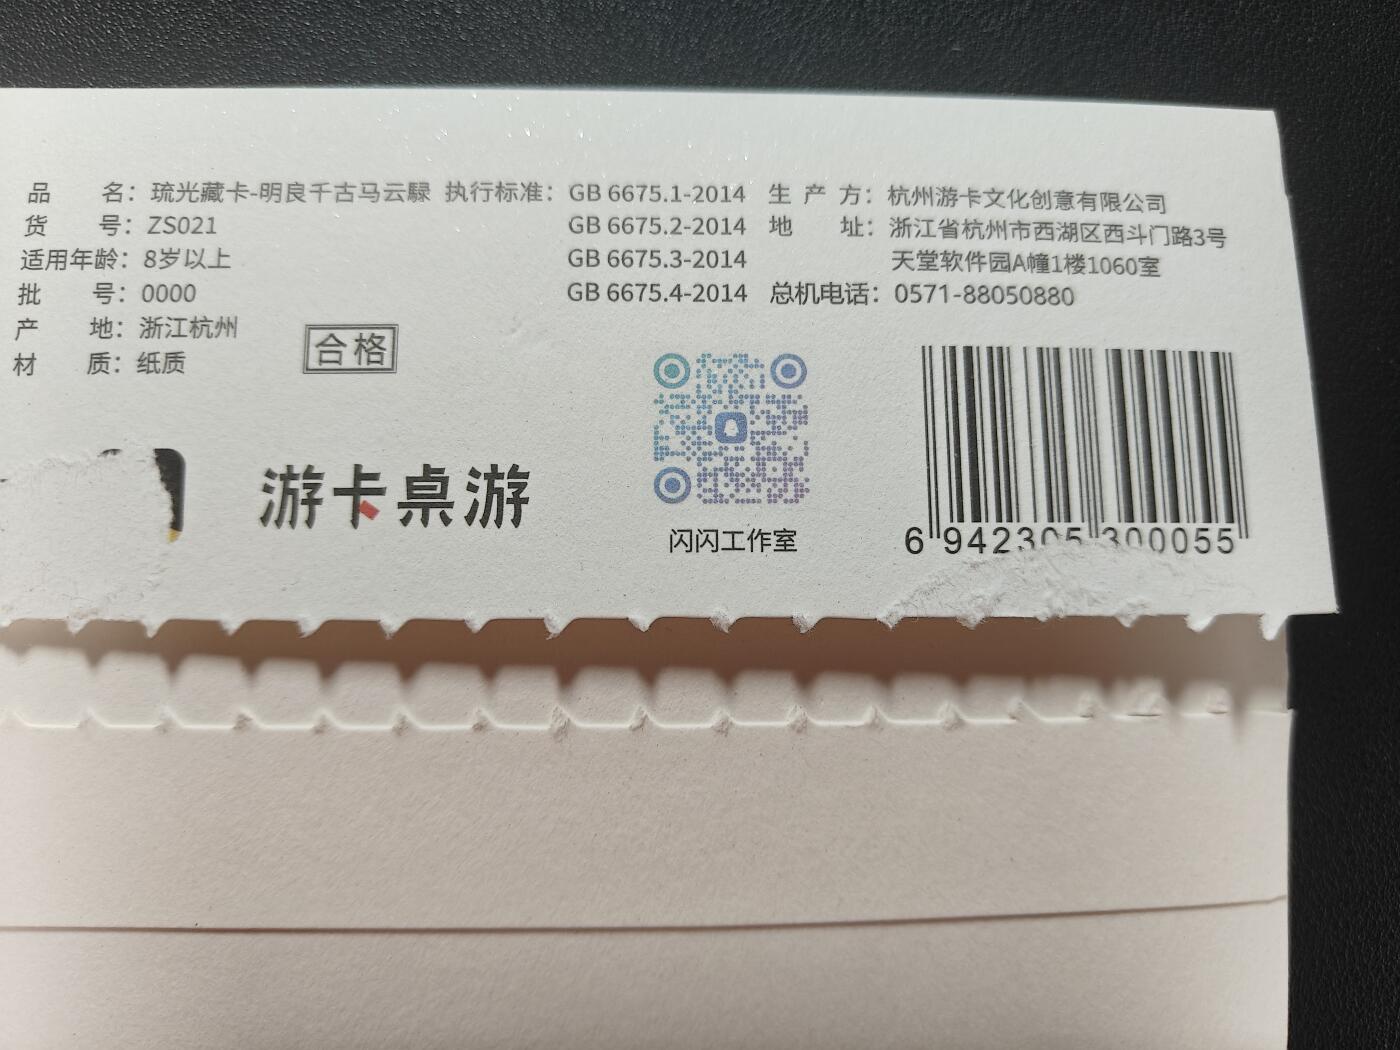 品 名：琉光藏卡-明良千古马云騄
货 号：ZS021
适用年龄：8岁以上
批 号：0000
产 地：浙江杭州
材 质：纸质
合格
执行标准：GB 6675.1-2014
GB 6675.2-2014
GB 6675.3-2014
GB 6675.4-2014
生 产 方：杭州游卡文化创意有限公司
地 址：浙江省杭州市西湖区西斗门路3号
天堂软件园A幢1楼1060室
总机电话：0571-88050880
游卡桌游
闪闪工作室
6 942305 300055